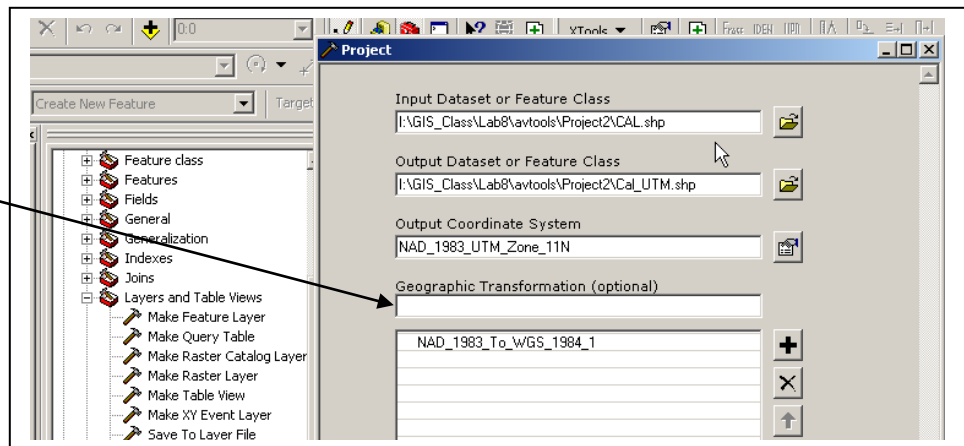 0:0
XTools
Create New Feature
Target
Feature class
Features
Fields
General
Generalization
Indexes
Joins
Layers and Table Views
Make Feature Layer
Make Query Table
Make Raster Catalog Layer
Make Raster Layer
Make Table View
Make XY Event Layer
Save To Layer File
Project
Input Dataset or Feature Class
I:\GIS_Class\Lab8\avtools\Project2\CAL.shp
Output Dataset or Feature Class
I:\GIS_Class\Lab8\avtools\Project2\Cal_UTM.shp
Output Coordinate System
NAD_1983_UTM_Zone_11N
Geographic Transformation (optional)
NAD_1983_To_WGS_1984_1